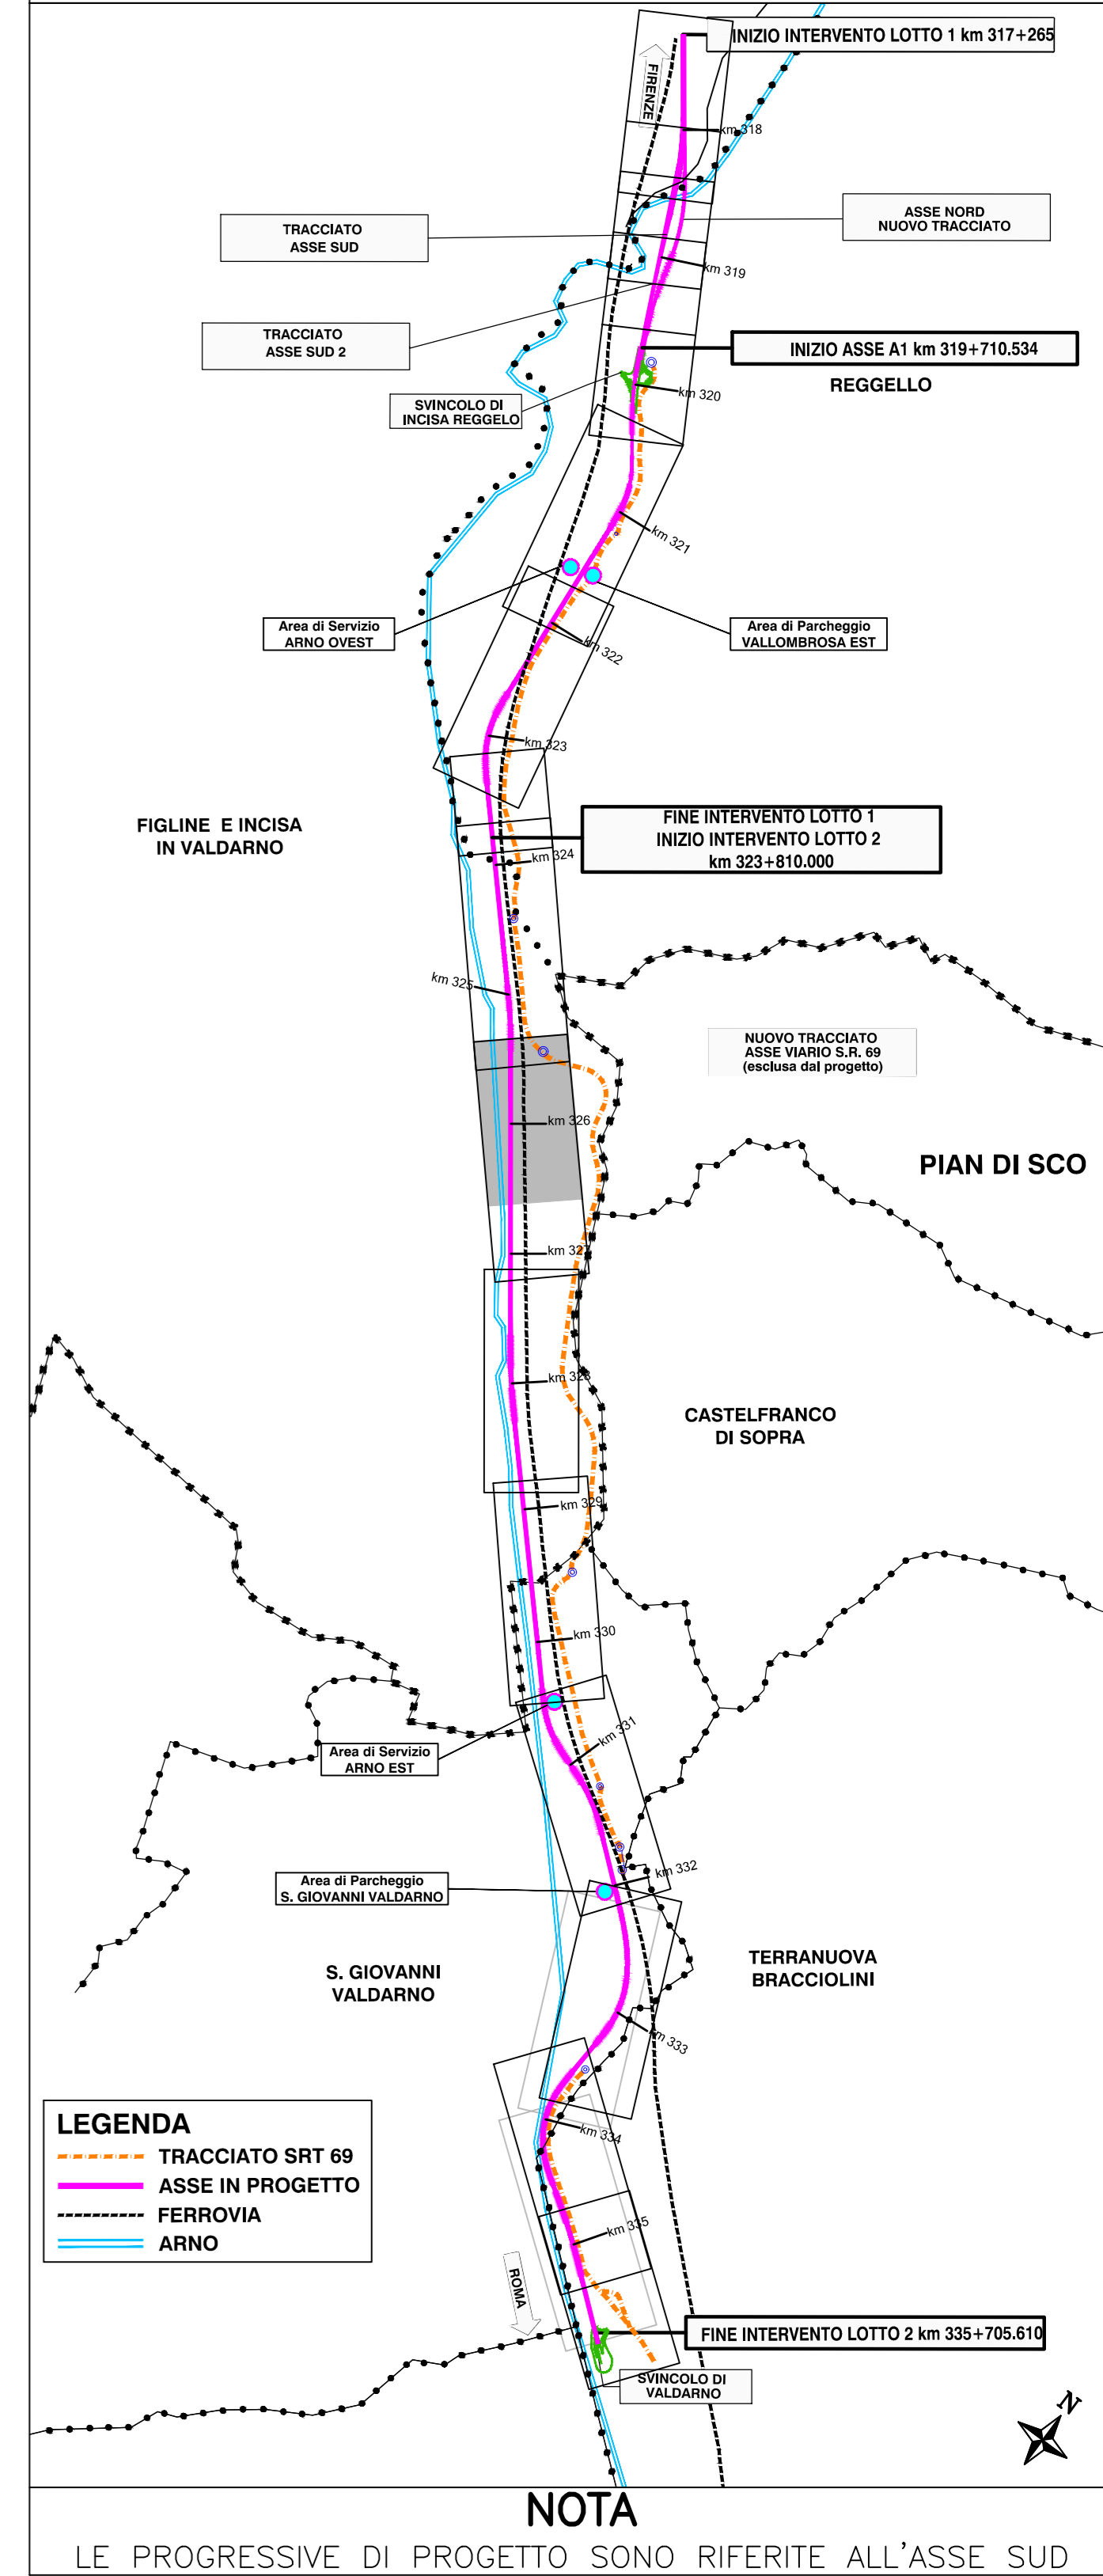 INIZIO INTERVENTO LOTTO 1 km 317+265
FIRENZE
km 318
TRACCIATO
ASSE SUD
ASSE NORD
NUOVO TRACCIATO
km 319
TRACCIATO
ASSE SUD 2
INIZIO ASSE A1 km 319+710.534
REGGELLO
km 320
SVINCOLO DI
INCISA REGGELO
km 321
Area di Servizio
ARNO OVEST
Area di Parcheggio
VALLOMBROSA EST
km 322
km 323
FIGLINE E INCISA
IN VALDARNO
FINE INTERVENTO LOTTO 1
INIZIO INTERVENTO LOTTO 2
km 323+810.000
km 324
km 325
NUOVO TRACCIATO
ASSE VIARIO S.R. 69
(esclusa dal progetto)
km 326
PIAN DI SCO
km 327
km 328
CASTELFRANCO
DI SOPRA
km 329
km 330
km 331
Area di Servizio
ARNO EST
km 332
Area di Parcheggio
S. GIOVANNI VALDARNO
TERRANUOVA
BRACCIOLINI
S. GIOVANNI
VALDARNO
km 333
km 334
LEGENDA
TRACCIATO SRT 69
ASSE IN PROGETTO
FERROVIA
ARNO
km 335
ROMA
FINE INTERVENTO LOTTO 2 km 335+705.610
SVINCOLO DI
VALDARNO
N
NOTA
LE PROGRESSIVE DI PROGETTO SONO RIFERITE ALL'ASSE SUD